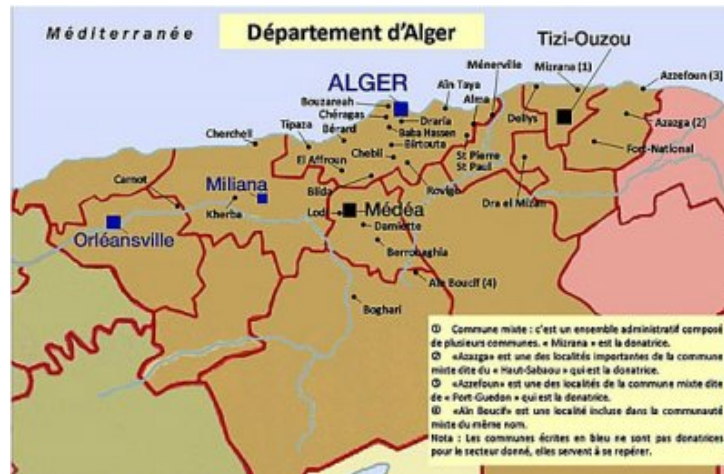 Méditerranée
Département d'Alger
Tizi-Ouzou
Ménerville
Mizrana (1)
Azzefoun (3)
ALGER
Aïn Taya
Bouzareah
Chéragas
Bérard
Alma
Draria
Baba Hassen
Birtouta
Dellys
Azazga (2)
Cherchell
Tipaza
Fort-National
El Affroun
Chebli
St Pierre
St Paul
Carnot
Miliana
Blida
Rovigo
Dra el Mizan
Kherba
Lodi
Médéa
Damiette
Orléansville
Berrouaghia
Aïn Boucif (4)
Boghari
① Commune mixte : c'est un ensemble administratif composé
de plusieurs communes. « Mizrana » est la donatrice.
② «Azazga» est une des localités importantes de la commune
mixte dite du « Haut-Sabaou » qui est la donatrice.
③ «Azzefoun» est une des localités de la commune mixte dite
de « Port-Guedon » qui est la donatrice.
④ «Aïn Boucif» est une localité incluse dans la communauté
mixte du même nom.
Nota : Les communes écrites en bleu ne sont pas donatrices
pour le secteur donné, elles servent à se repérer.